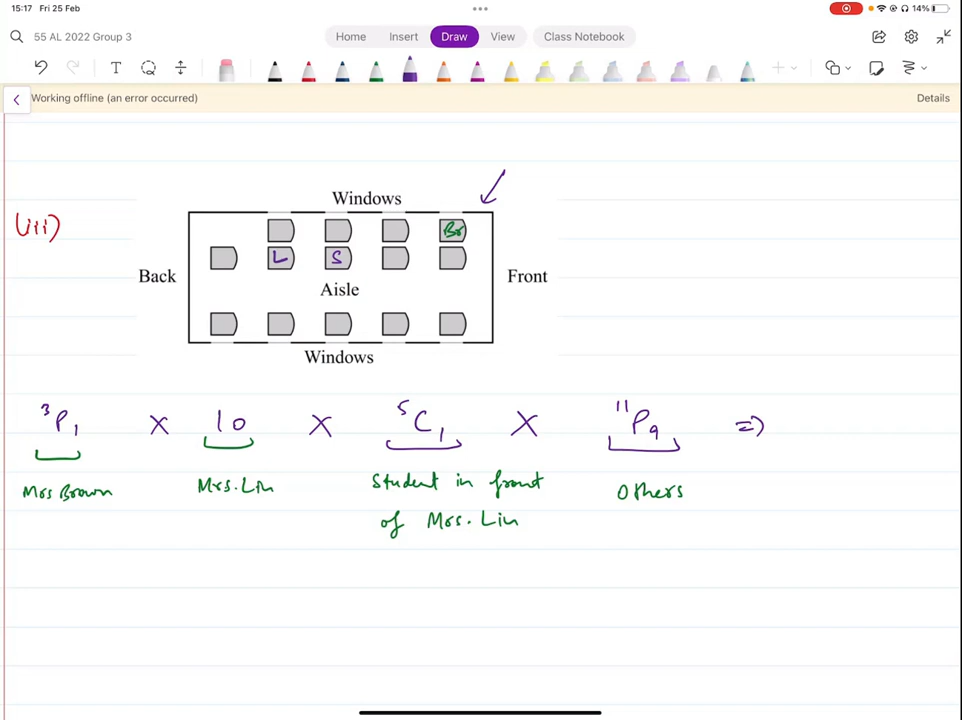 15:17 Fri 25 Feb
14%
55 AL 2022 Group 3
Home Insert Draw View Class Notebook
Working offline (an error occurred) Details
(iii)
Windows
Br
L S
Back Aisle Front
Windows
³P₁ × 10 × ⁵C₁ × ¹¹P₉ =>
Mrs Brown Mrs. Lin Student in front of Mrs. Lin Others